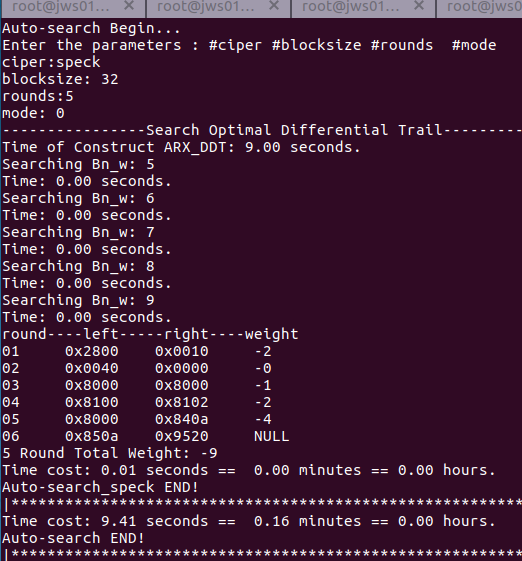 root@jws01... × root@jws01... × root@jws01... × root@jws0
Auto-search Begin...
Enter the parameters : #ciper #blocksize #rounds  #mode
ciper:speck
blocksize: 32
rounds:5
mode: 0
----------------Search Optimal Differential Trail---------
Time of Construct ARX_DDT: 9.00 seconds.
Searching Bn_w: 5
Time: 0.00 seconds.
Searching Bn_w: 6
Time: 0.00 seconds.
Searching Bn_w: 7
Time: 0.00 seconds.
Searching Bn_w: 8
Time: 0.00 seconds.
Searching Bn_w: 9
Time: 0.00 seconds.
round----left-----right----weight
01     0x2800    0x0010     -2
02     0x0040    0x0000     -0
03     0x8000    0x8000     -1
04     0x8100    0x8102     -2
05     0x8000    0x840a     -4
06     0x850a    0x9520     NULL
5 Round Total Weight: -9
Time cost: 0.01 seconds ==  0.00 minutes == 0.00 hours.
Auto-search_speck END!
|*********************************************************
Time cost: 9.41 seconds ==  0.16 minutes == 0.00 hours.
Auto-search END!
|*********************************************************